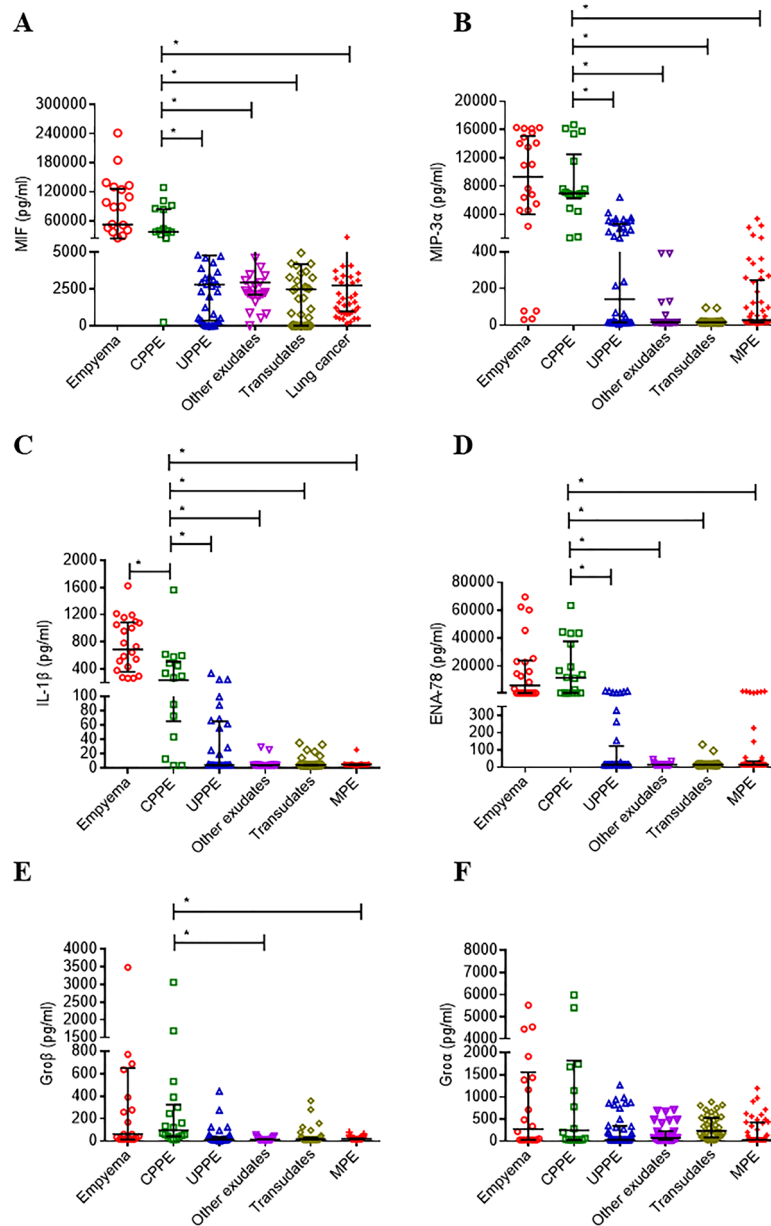 A
*
*
*
*
300000
240000
180000
120000
60000
5000
2500
0
MIF (pg/ml)
Empyema
CPPE
UPPE
Other exudates
Transudates
Lung cancer
B
*
*
*
*
20000
16000
12000
8000
4000
400
200
0
MIP-3α (pg/ml)
Empyema
CPPE
UPPE
Other exudates
Transudates
MPE
C
*
*
*
*
*
2000
1600
1200
800
400
100
80
60
40
20
0
IL-1β (pg/ml)
Empyema
CPPE
UPPE
Other exudates
Transudates
MPE
D
*
*
*
*
80000
60000
40000
20000
300
200
100
0
ENA-78 (pg/ml)
Empyema
CPPE
UPPE
Other exudates
Transudates
MPE
E
*
*
4000
3500
3000
2500
2000
1500
1000
800
600
400
200
0
Groβ (pg/ml)
Empyema
CPPE
UPPE
Other exudates
Transudates
MPE
F
8000
7000
6000
5000
4000
2000
1500
1000
500
0
Groα (pg/ml)
Empyema
CPPE
UPPE
Other exudates
Transudates
MPE